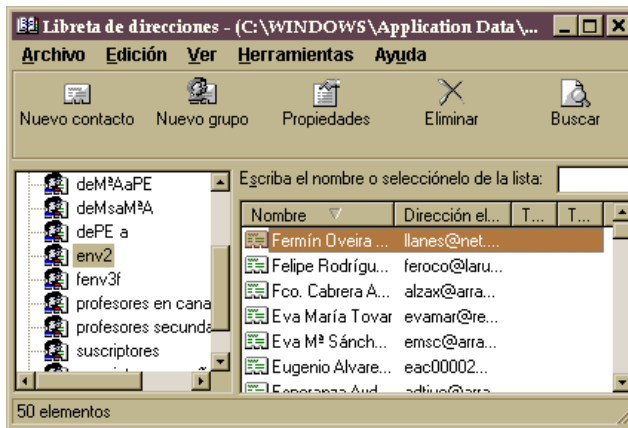 Libreta de direcciones - (C:\WINDOWS\Application Data\...
Archivo Edición Ver Herramientas Ayuda
Nuevo contacto Nuevo grupo Propiedades Eliminar Buscar
Escriba el nombre o selecciónelo de la lista:
deMªAaPE
deMsaMªA
dePE a
env2
fenv3f
profesores en cana
profesores secunda
suscriptores
Nombre Dirección el... T... T...
Fermín Oveira ... llanes@net....
Felipe Rodrígu... feroco@laru...
Fco. Cabrera A... alzax@arra...
Eva María Tovar evamar@re...
Eva Mª Sánch... emsc@arra...
Eugenio Alvare... eac00002...
50 elementos